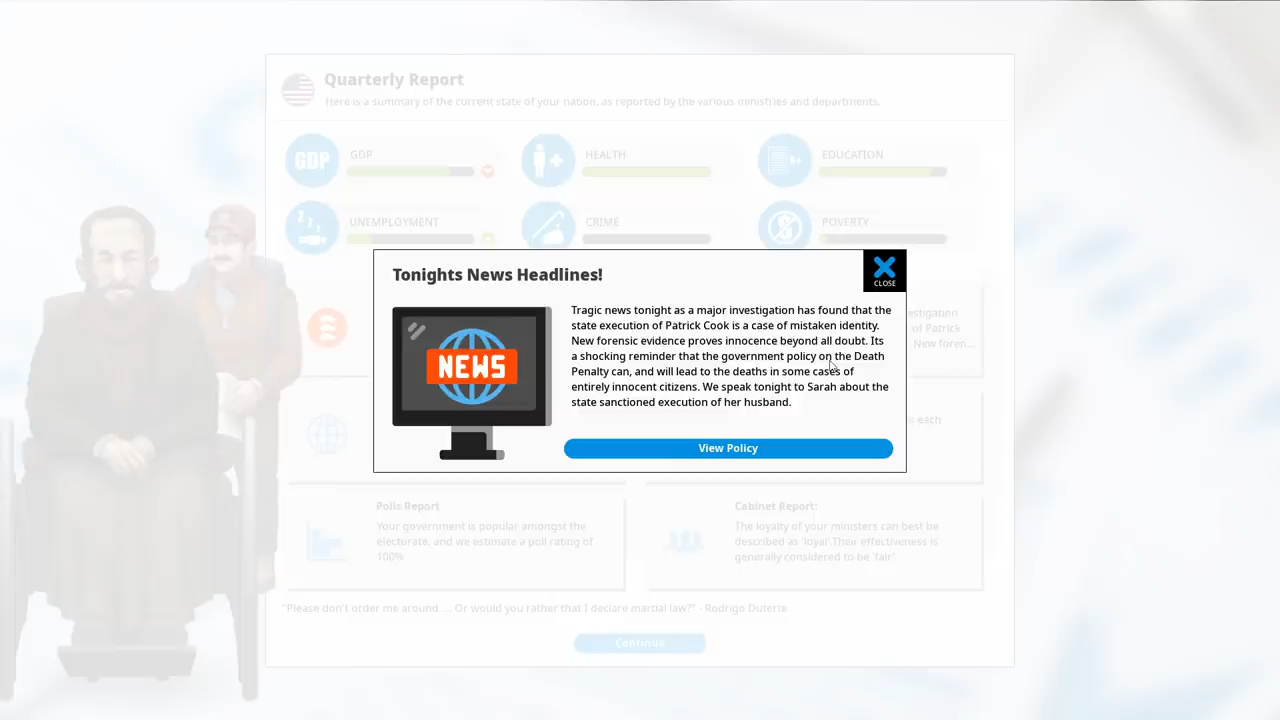 Quarterly Report
Here is a summary of the current state of your nation, as reported by the various ministries and departments.
GDP
GDP
HEALTH
A+
EDUCATION
UNEMPLOYMENT
CRIME
POVERTY
Tonights News Headlines!
CLOSE
NEWS
Tragic news tonight as a major investigation has found that the
state execution of Patrick Cook is a case of mistaken identity.
New forensic evidence proves innocence beyond all doubt. Its
a shocking reminder that the government policy on the Death
Penalty can, and will lead to the deaths in some cases of
entirely innocent citizens. We speak tonight to Sarah about the
state sanctioned execution of her husband.
View Policy
of Patrick
New foren...
each
Polls Report
Your government is popular amongst the
electorate, and we estimate a poll rating of
100%
Cabinet Report:
The loyalty of your ministers can best be
described as 'loyal'.Their effectiveness is
generally considered to be 'fair'
"Please don't order me around. ... Or would you rather that I declare martial law?" - Rodrigo Duterte
Continue